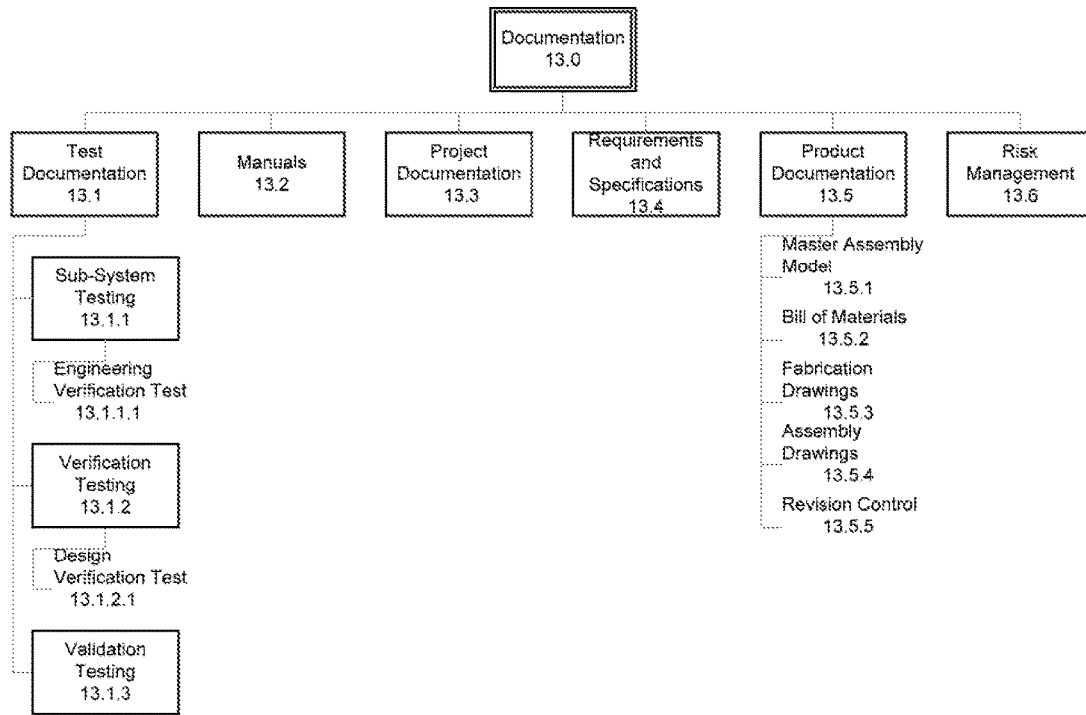 Documentation
13.0
Test
Documentation
13.1
Manuals
13.2
Project
Documentation
13.3
Requirements
and
Specifications
13.4
Product
Documentation
13.5
Risk
Management
13.6
Sub-System
Testing
13.1.1
Engineering
Verification Test
13.1.1.1
Verification
Testing
13.1.2
Design
Verification Test
13.1.2.1
Validation
Testing
13.1.3
Master Assembly
Model
13.5.1
Bill of Materials
13.5.2
Fabrication
Drawings
13.5.3
Assembly
Drawings
13.5.4
Revision Control
13.5.5